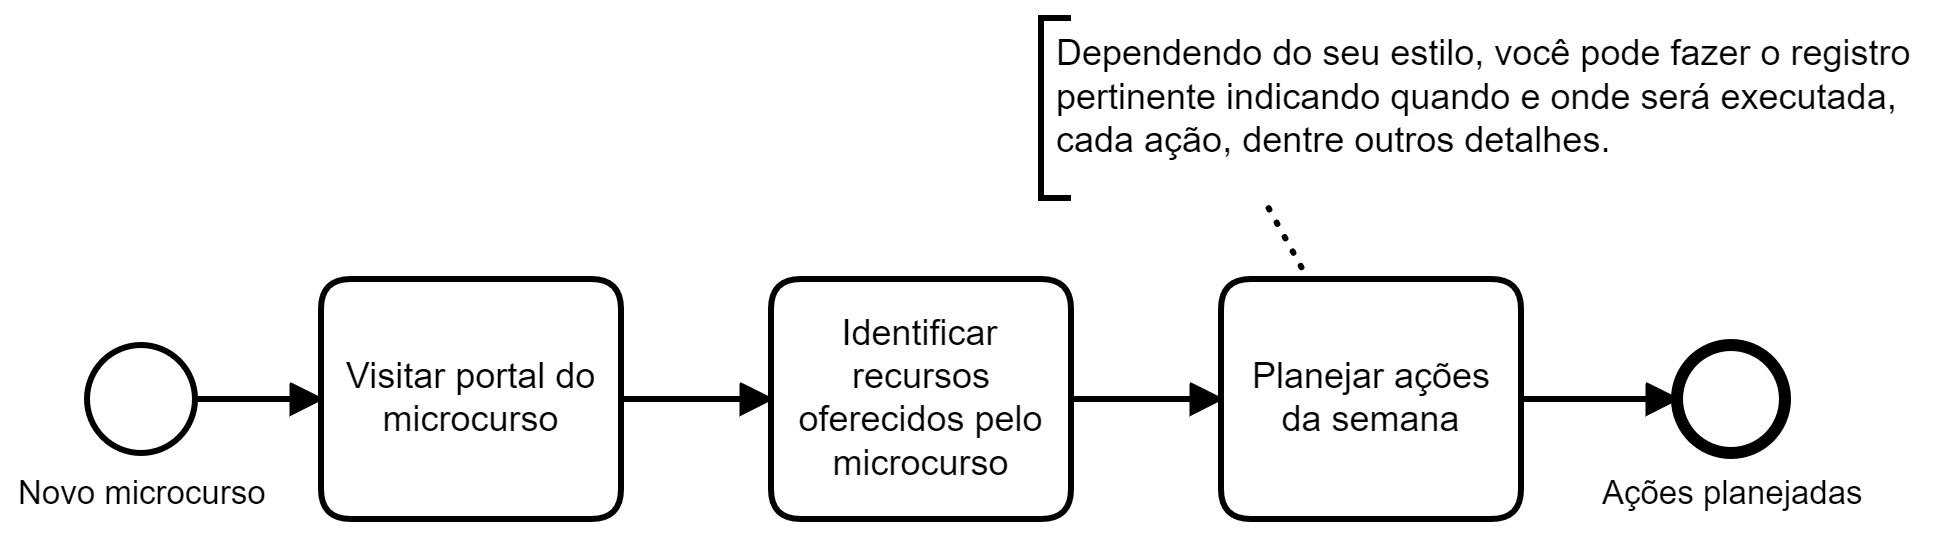 Dependendo do seu estilo, você pode fazer o registro
pertinente indicando quando e onde será executada,
cada ação, dentre outros detalhes.
Novo microcurso
Visitar portal do
microcurso
Identificar
recursos
oferecidos pelo
microcurso
Planejar ações
da semana
Ações planejadas